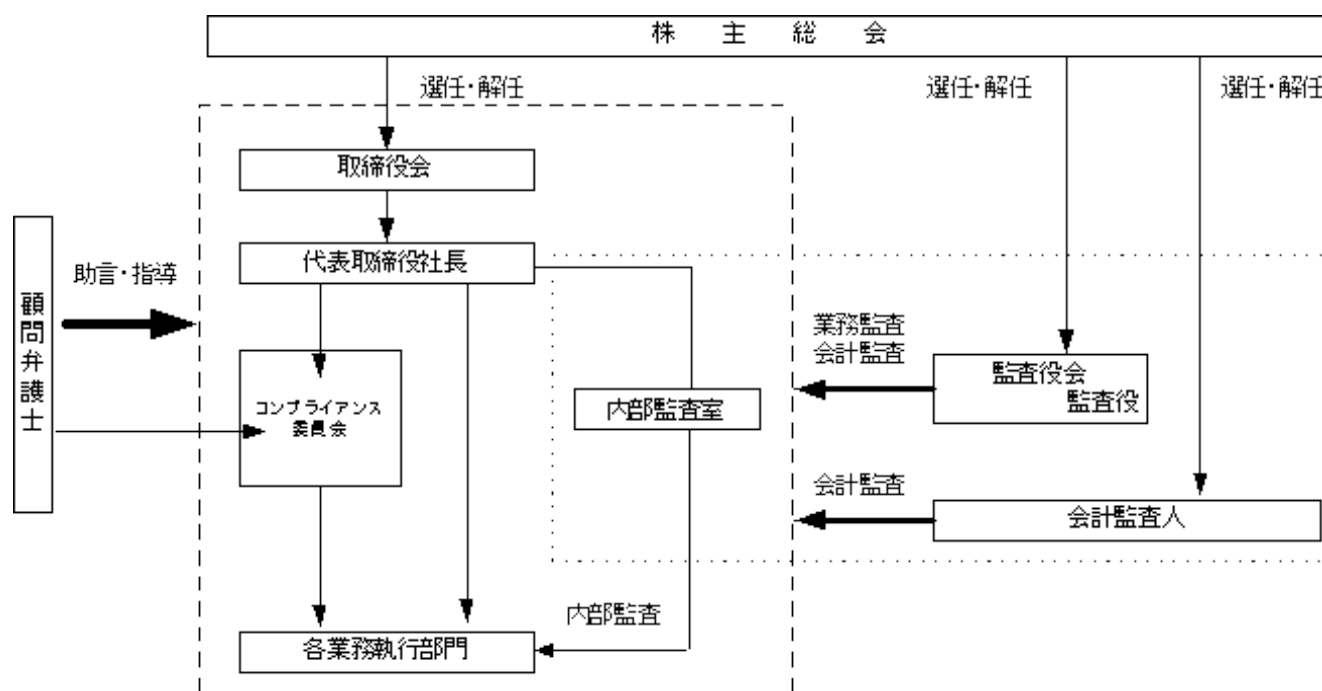 株主総会
選任・解任
選任・解任
選任・解任
取締役会
代表取締役社長
助言・指導
顧問弁護士
業務監査
会計監査
監査役会
監査役
コンプライアンス
委員会
内部監査室
会計監査
会計監査人
内部監査
各業務執行部門